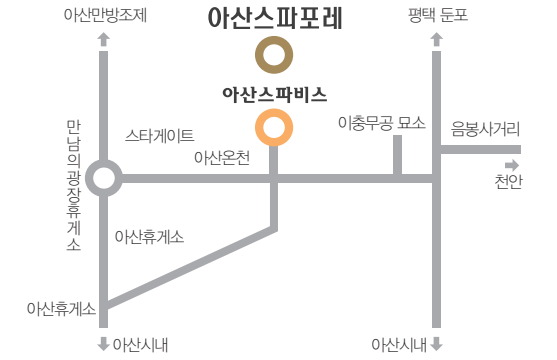 아산만방조제
아산스파포레
평택 둔포
아산스파비스
만남의광장휴게소
스타게이트
이충무공 묘소
음봉사거리
아산온천
천안
아산휴게소
아산휴게소
아산시내
아산시내